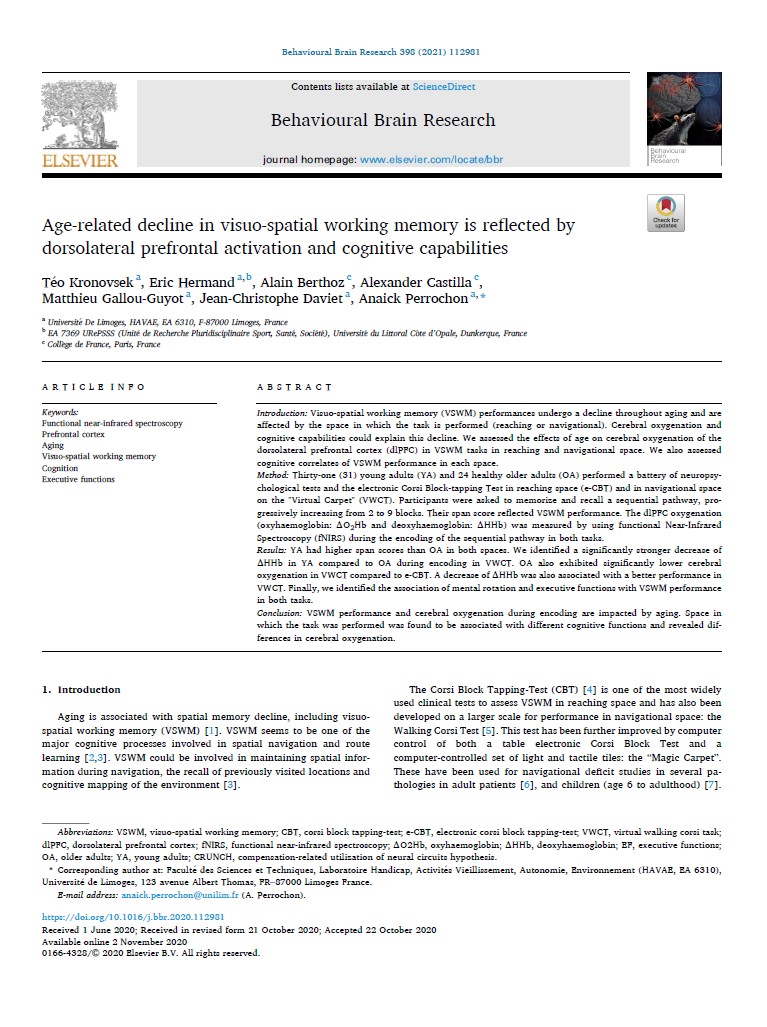 Behavioural Brain Research 398 (2021) 112981
Contents lists available at ScienceDirect
Behavioural Brain Research
journal homepage: www.elsevier.com/locate/bbr
ELSEVIER
Behavioural
Brain
Research
Check for
updates
Age-related decline in visuo-spatial working memory is reflected by
dorsolateral prefrontal activation and cognitive capabilities
Téo Kronovsek a, Eric Hermand a,b, Alain Berthoz c, Alexander Castilla c,
Matthieu Gallou-Guyot a, Jean-Christophe Daviet a, Anaick Perrochon a,*
a Université De Limoges, HAVAE, EA 6310, F-87000 Limoges, France
b EA 7369 URePSSS (Unité de Recherche Pluridisciplinaire Sport, Santé, Société), Université du Littoral Côte d'Opale, Dunkerque, France
c Collège de France, Paris, France
ARTICLE INFO
Keywords:
Functional near-infrared spectroscopy
Prefrontal cortex
Aging
Visuo-spatial working memory
Cognition
Executive functions
ABSTRACT
Introduction: Visuo-spatial working memory (VSWM) performances undergo a decline throughout aging and are
affected by the space in which the task is performed (reaching or navigational). Cerebral oxygenation and
cognitive capabilities could explain this decline. We assessed the effects of age on cerebral oxygenation of the
dorsolateral prefrontal cortex (dlPFC) in VSWM tasks in reaching and navigational space. We also assessed
cognitive correlates of VSWM performance in each space.
Method: Thirty-one (31) young adults (YA) and 24 healthy older adults (OA) performed a battery of neuropsy-
chological tests and the electronic Corsi Block-tapping Test in reaching space (e-CBT) and in navigational space
on the "Virtual Carpet" (VWCT). Participants were asked to memorize and recall a sequential pathway, pro-
gressively increasing from 2 to 9 blocks. Their span score reflected VSWM performance. The dlPFC oxygenation
(oxyhaemoglobin: ΔO2Hb and deoxyhaemoglobin: ΔHHb) was measured by using functional Near-Infrared
Spectroscopy (fNIRS) during the encoding of the sequential pathway in both tasks.
Results: YA had higher span scores than OA in both spaces. We identified a significantly stronger decrease of
ΔHHb in YA compared to OA during encoding in VWCT. OA also exhibited significantly lower cerebral
oxygenation in VWCT compared to e-CBT. A decrease of ΔHHb was also associated with a better performance in
VWCT. Finally, we identified the association of mental rotation and executive functions with VSWM performance
in both tasks.
Conclusion: VSWM performance and cerebral oxygenation during encoding are impacted by aging. Space in
which the task was performed was found to be associated with different cognitive functions and revealed dif-
ferences in cerebral oxygenation.
1. Introduction
Aging is associated with spatial memory decline, including visuo-
spatial working memory (VSWM) [1]. VSWM seems to be one of the
major cognitive processes involved in spatial navigation and route
learning [2,3]. VSWM could be involved in maintaining spatial infor-
mation during navigation, the recall of previously visited locations and
cognitive mapping of the environment [3].
The Corsi Block Tapping-Test (CBT) [4] is one of the most widely
used clinical tests to assess VSWM in reaching space and has also been
developed on a larger scale for performance in navigational space: the
Walking Corsi Test [5]. This test has been further improved by computer
control of both a table electronic Corsi Block Test and a
computer-controlled set of light and tactile tiles: the “Magic Carpet”.
These have been used for navigational deficit studies in several pa-
thologies in adult patients [6], and children (age 6 to adulthood) [7].
Abbreviations: VSWM, visuo-spatial working memory; CBT, corsi block tapping-test; e-CBT, electronic corsi block tapping-test; VWCT, virtual walking corsi task;
dlPFC, dorsolateral prefrontal cortex; fNIRS, functional near-infrared spectroscopy; ΔO2Hb, oxyhaemoglobin; ΔHHb, deoxyhaemoglobin; EF, executive functions;
OA, older adults; YA, young adults; CRUNCH, compensation-related utilization of neural circuits hypothesis.
* Corresponding author at: Faculté des Sciences et Techniques, Laboratoire Handicap, Activités Vieillissement, Autonomie, Environnement (HAVAE, EA 6310),
Université de Limoges, 123 avenue Albert Thomas, FR–87000 Limoges France.
E-mail address: anaick.perrochon@unilim.fr (A. Perrochon).
https://doi.org/10.1016/j.bbr.2020.112981
Received 1 June 2020; Received in revised form 21 October 2020; Accepted 22 October 2020
Available online 2 November 2020
0166-4328/© 2020 Elsevier B.V. All rights reserved.